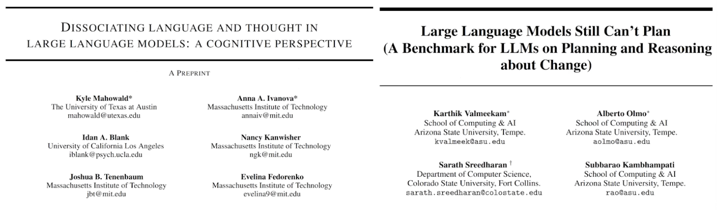 DISSOCIATING LANGUAGE AND THOUGHT IN
LARGE LANGUAGE MODELS: A COGNITIVE PERSPECTIVE
A PREPRINT
Kyle Mahowald*
The University of Texas at Austin
mahowald@utexas.edu
Anna A. Ivanova*
Massachusetts Institute of Technology
annaiv@mit.edu
Idan A. Blank
University of California Los Angeles
iblank@psych.ucla.edu
Nancy Kanwisher
Massachusetts Institute of Technology
ngk@mit.edu
Joshua B. Tenenbaum
Massachusetts Institute of Technology
jbt@mit.edu
Evelina Fedorenko
Massachusetts Institute of Technology
evelina9@mit.edu
Large Language Models Still Can't Plan
(A Benchmark for LLMs on Planning and Reasoning
about Change)
Karthik Valmeekam*
School of Computing & AI
Arizona State University, Tempe.
kvalmeek@asu.edu
Alberto Olmo*
School of Computing & AI
Arizona State University, Tempe.
aolmo@asu.edu
Sarath Sreedharan †
Department of Computer Science,
Colorado State University, Fort Collins.
sarath.sreedharan@colostate.edu
Subbarao Kambhampati
School of Computing & AI
Arizona State University, Tempe.
rao@asu.edu